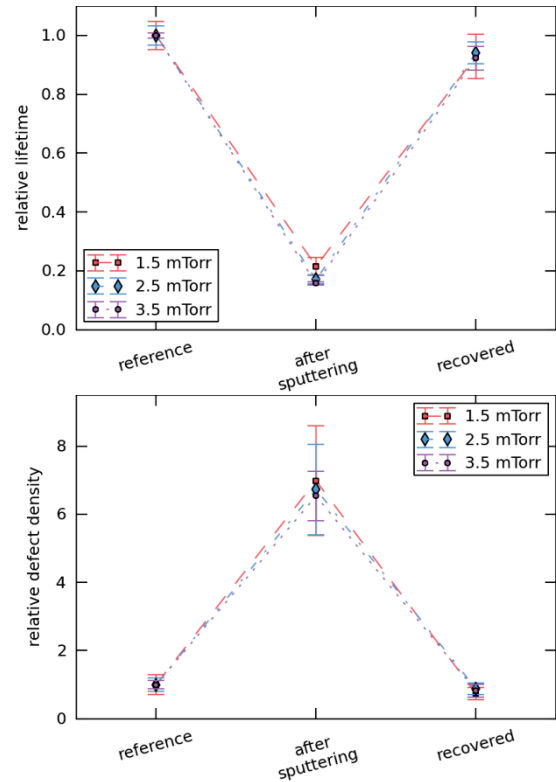 1.0
0.8
0.6
0.4
0.2
0.0
relative lifetime
1.5 mTorr
2.5 mTorr
3.5 mTorr
reference
after
sputtering
recovered
8
6
4
2
0
relative defect density
1.5 mTorr
2.5 mTorr
3.5 mTorr
reference
after
sputtering
recovered